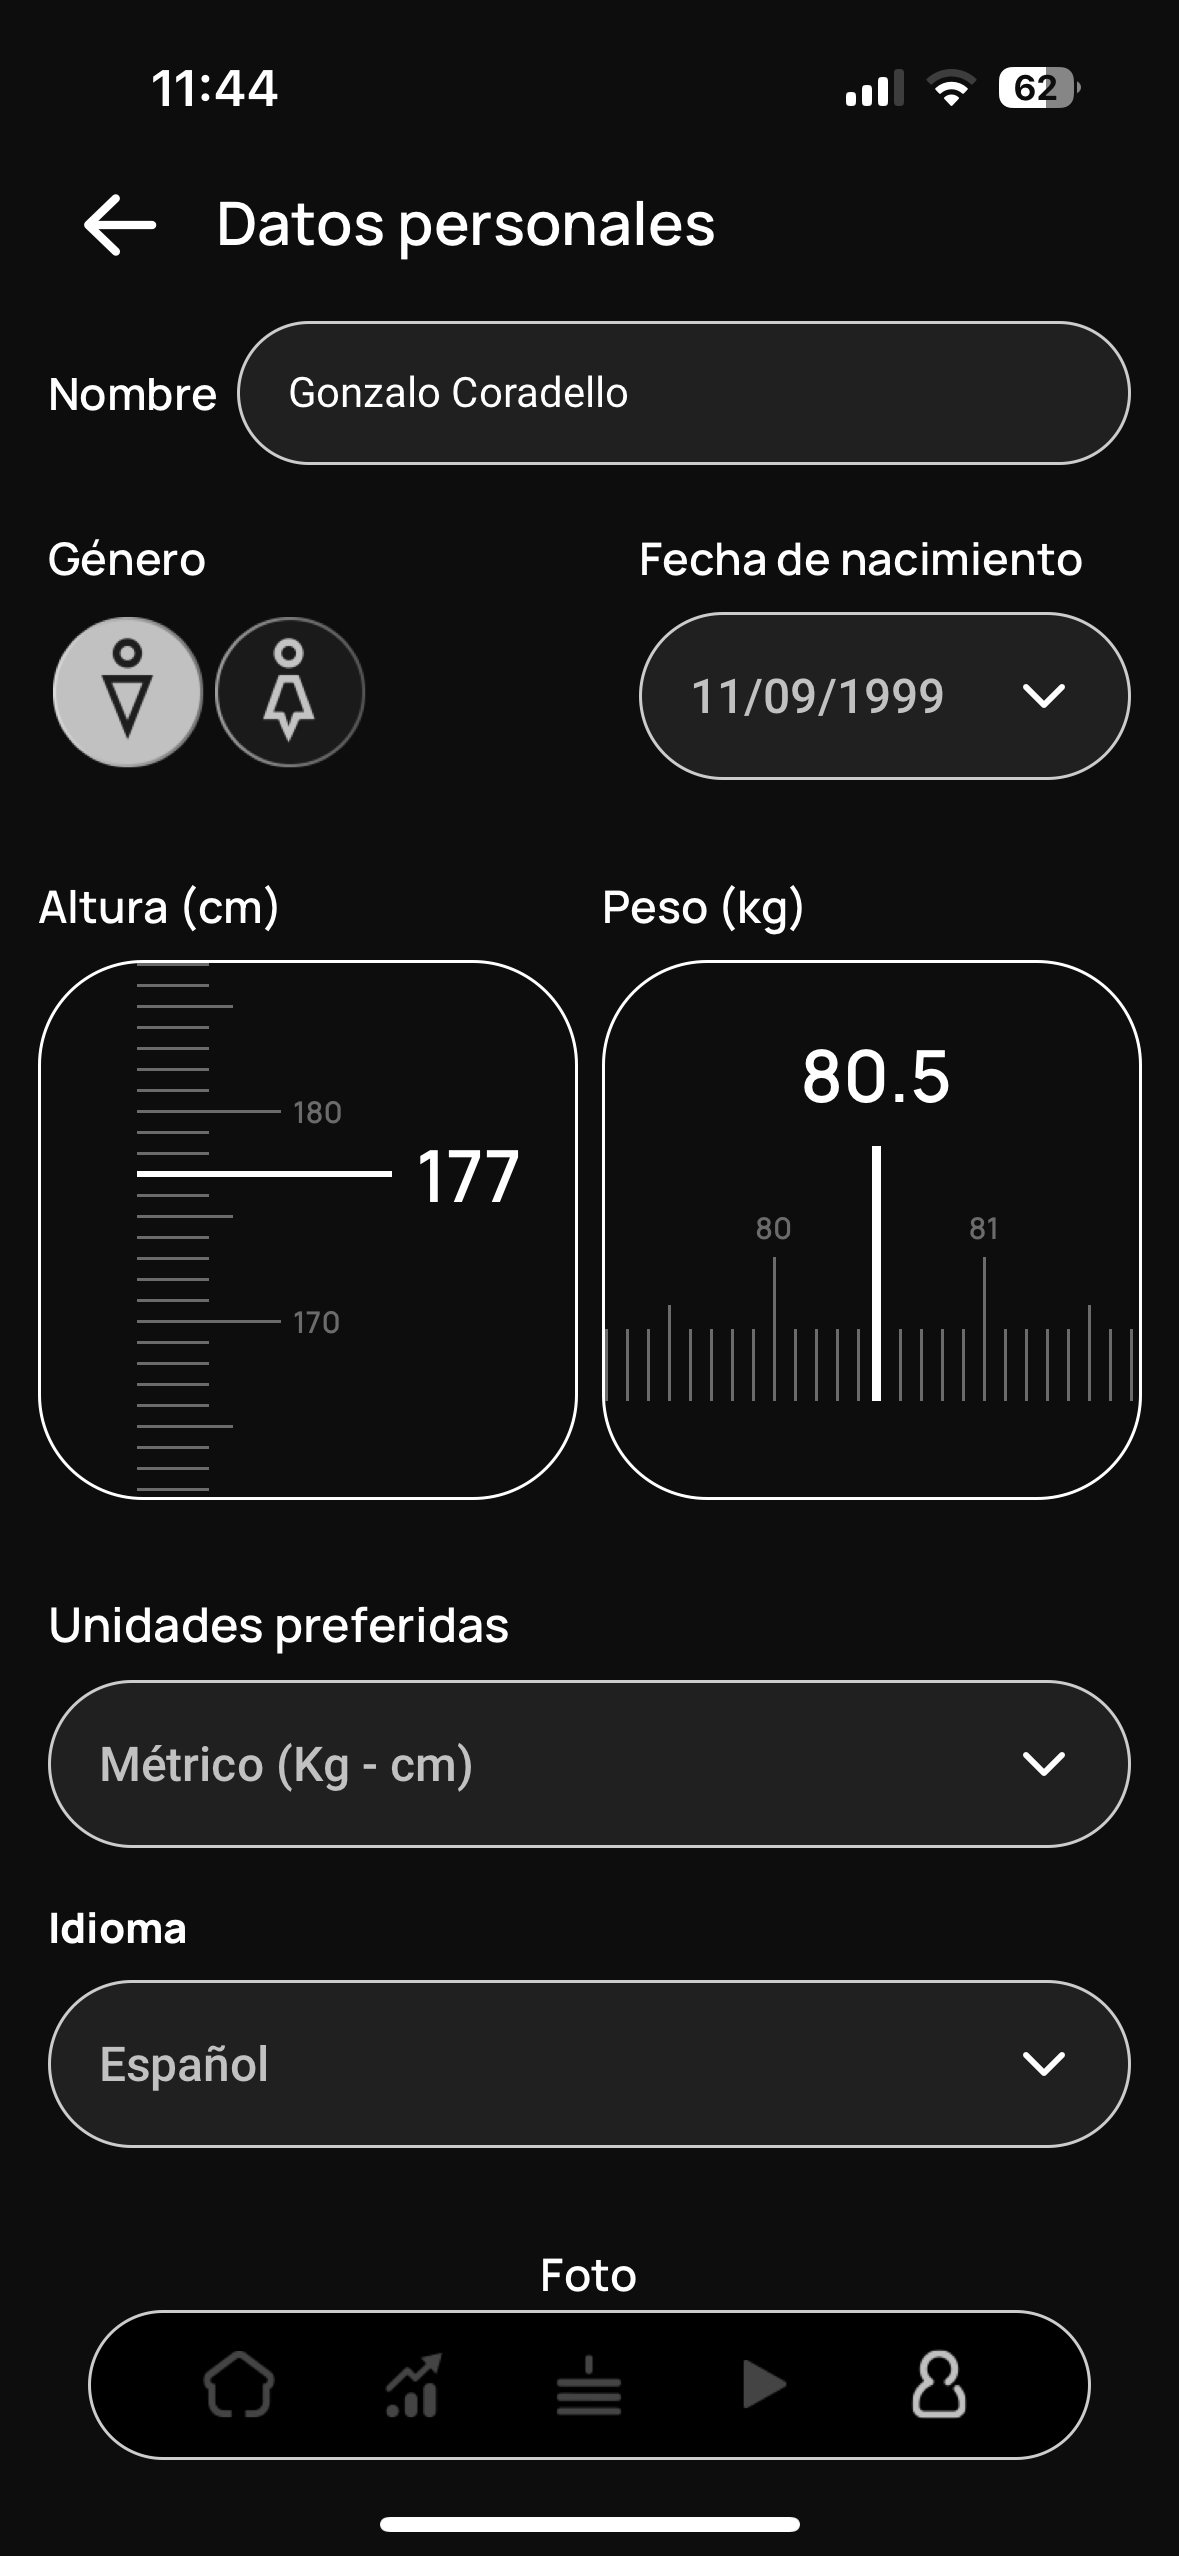 11:44
62
Datos personales
Nombre
Gonzalo Coradello
Género
Fecha de nacimiento
11/09/1999
Altura (cm)
Peso (kg)
180
177
170
80.5
80
81
Unidades preferidas
Métrico (Kg - cm)
Idioma
Español
Foto